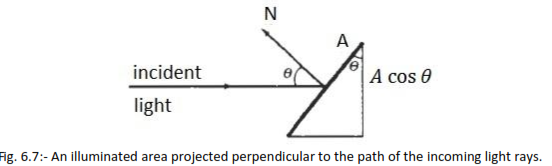 N
A
θ
θ
A cos θ
incident
light
Fig. 6.7:- An illuminated area projected perpendicular to the path of the incoming light rays.